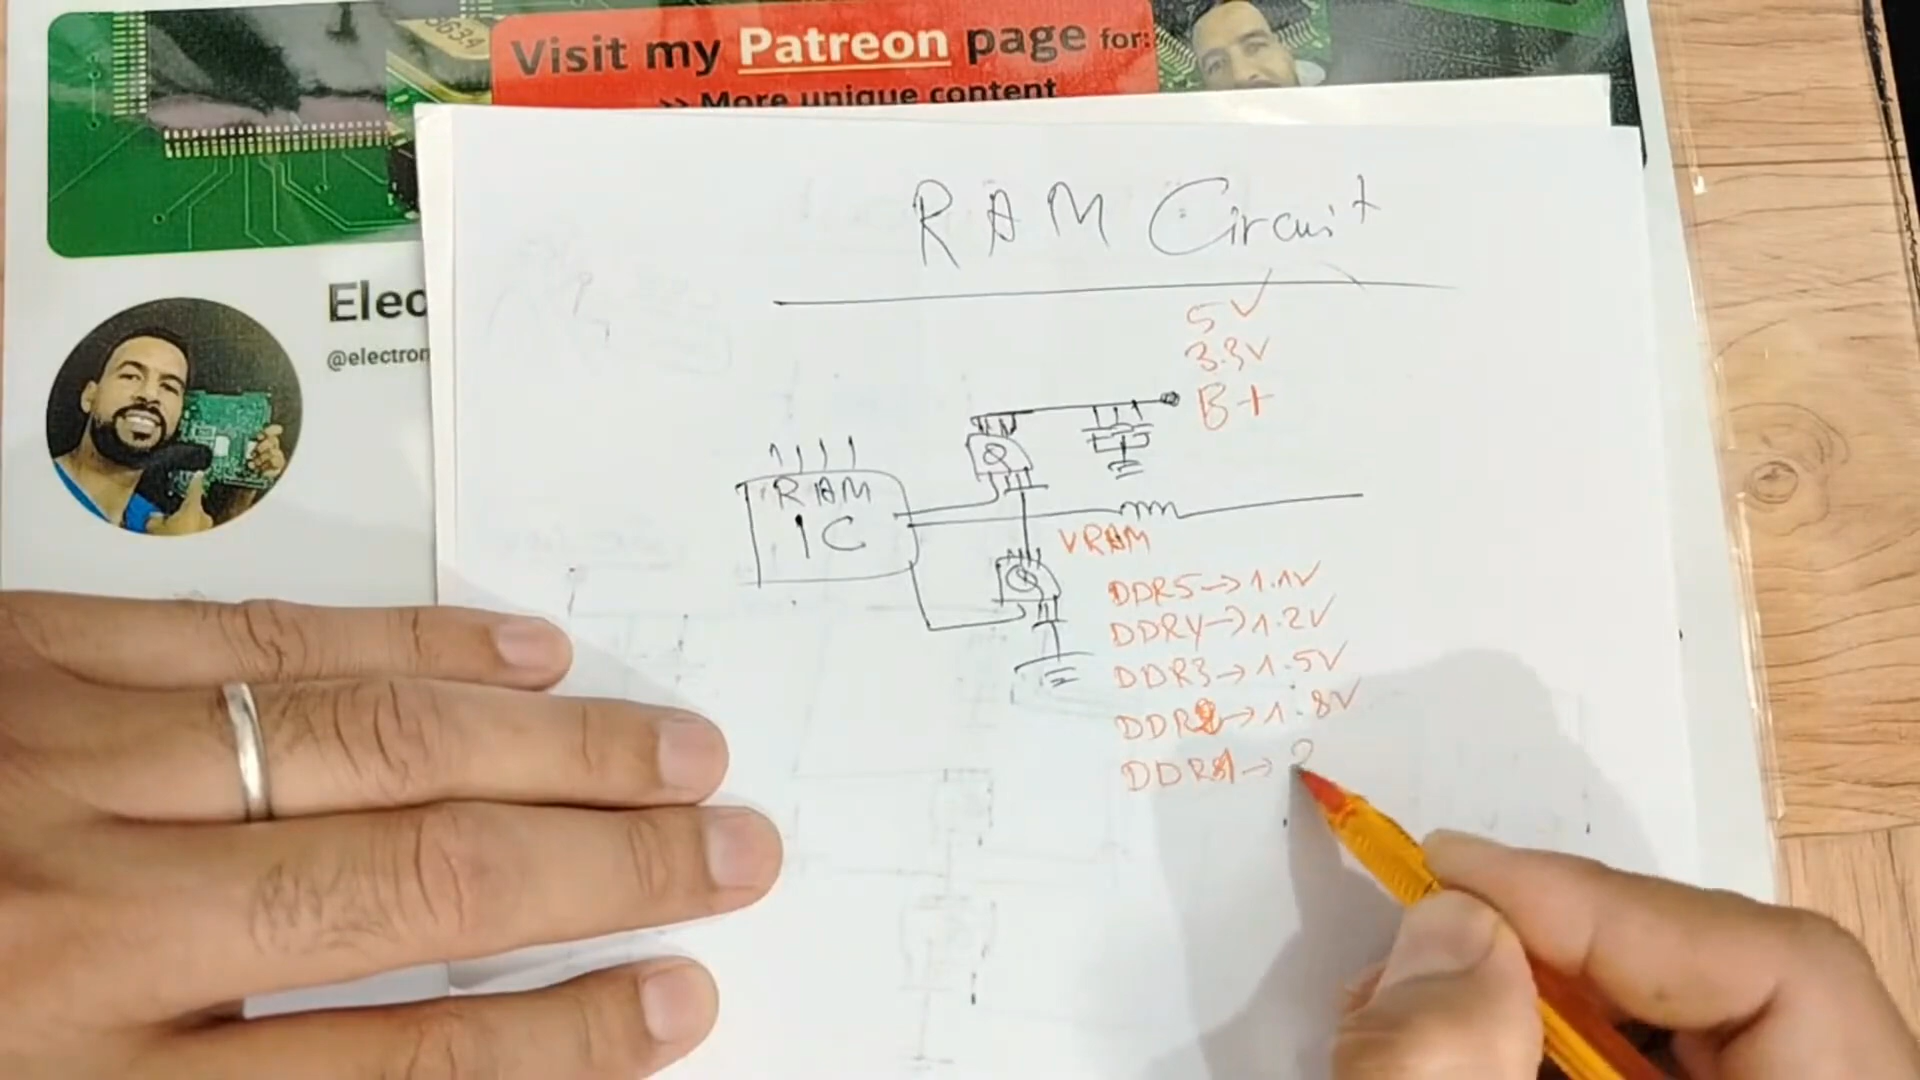 Visit my Patreon page for:
>> More unique content
Elec
@electron
RAM Circuit
5V
3.3V
B+
RAM
IC
Q
VRAM
Q
DDR5→1.1V
DDR4→1.2V
DDR3→1.5V
DDR2→1.8V
DDR1→2